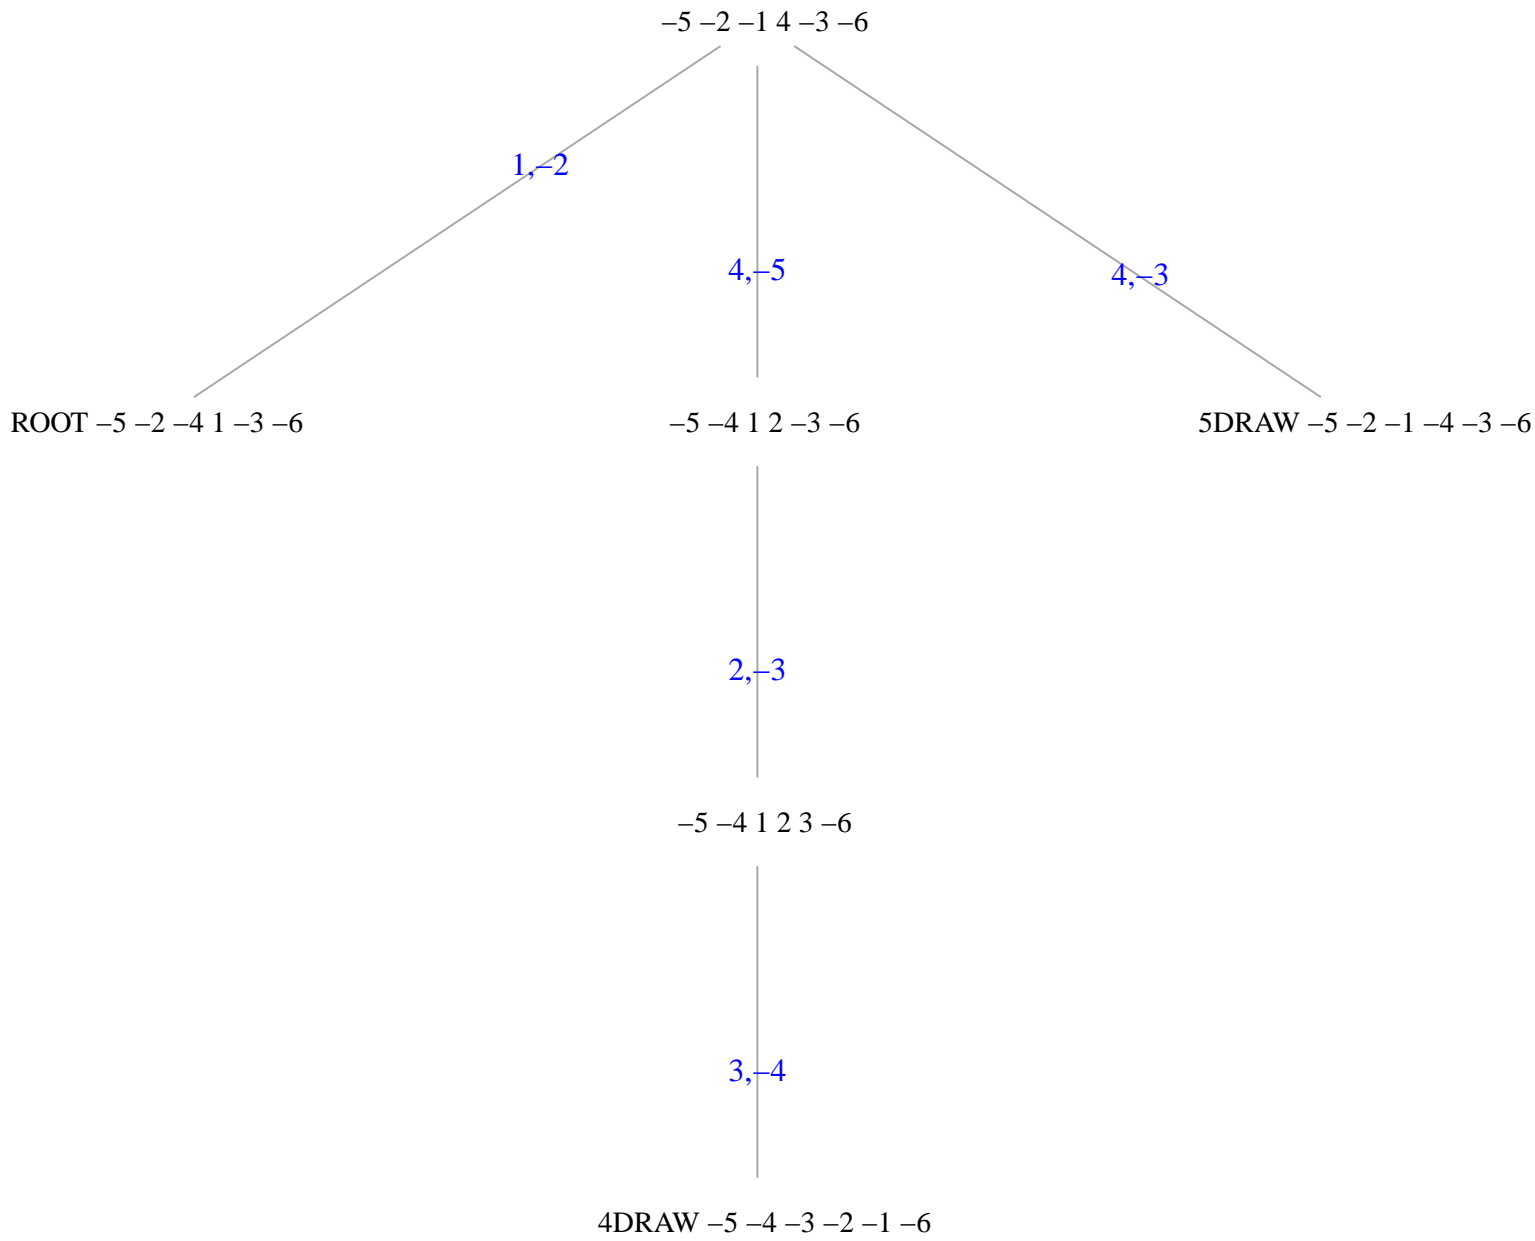 –5 –2 –1 4 –3 –6
1,–2
4,–5
4,–3
ROOT –5 –2 –4 1 –3 –6
–5 –4 1 2 –3 –6
5DRAW –5 –2 –1 –4 –3 –6
2,–3
–5 –4 1 2 3 –6
3,–4
4DRAW –5 –4 –3 –2 –1 –6